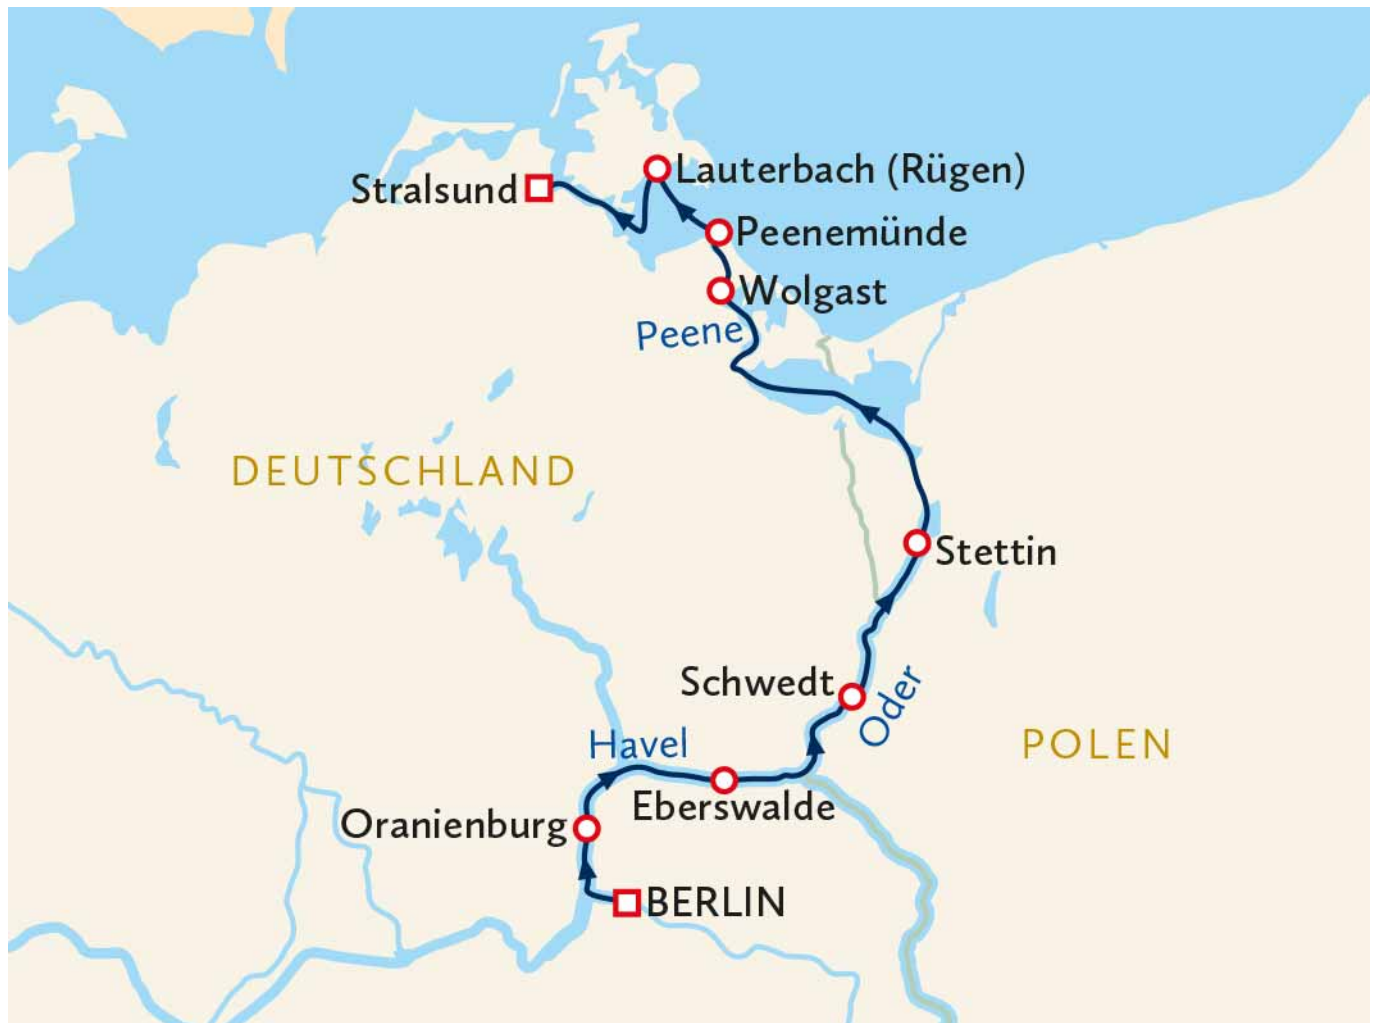 Lauterbach (Rügen)
Stralsund
Peenemünde
Wolgast
Peene
DEUTSCHLAND
Stettin
Schwedt
Oder
Havel
POLEN
Eberswalde
Oranienburg
BERLIN